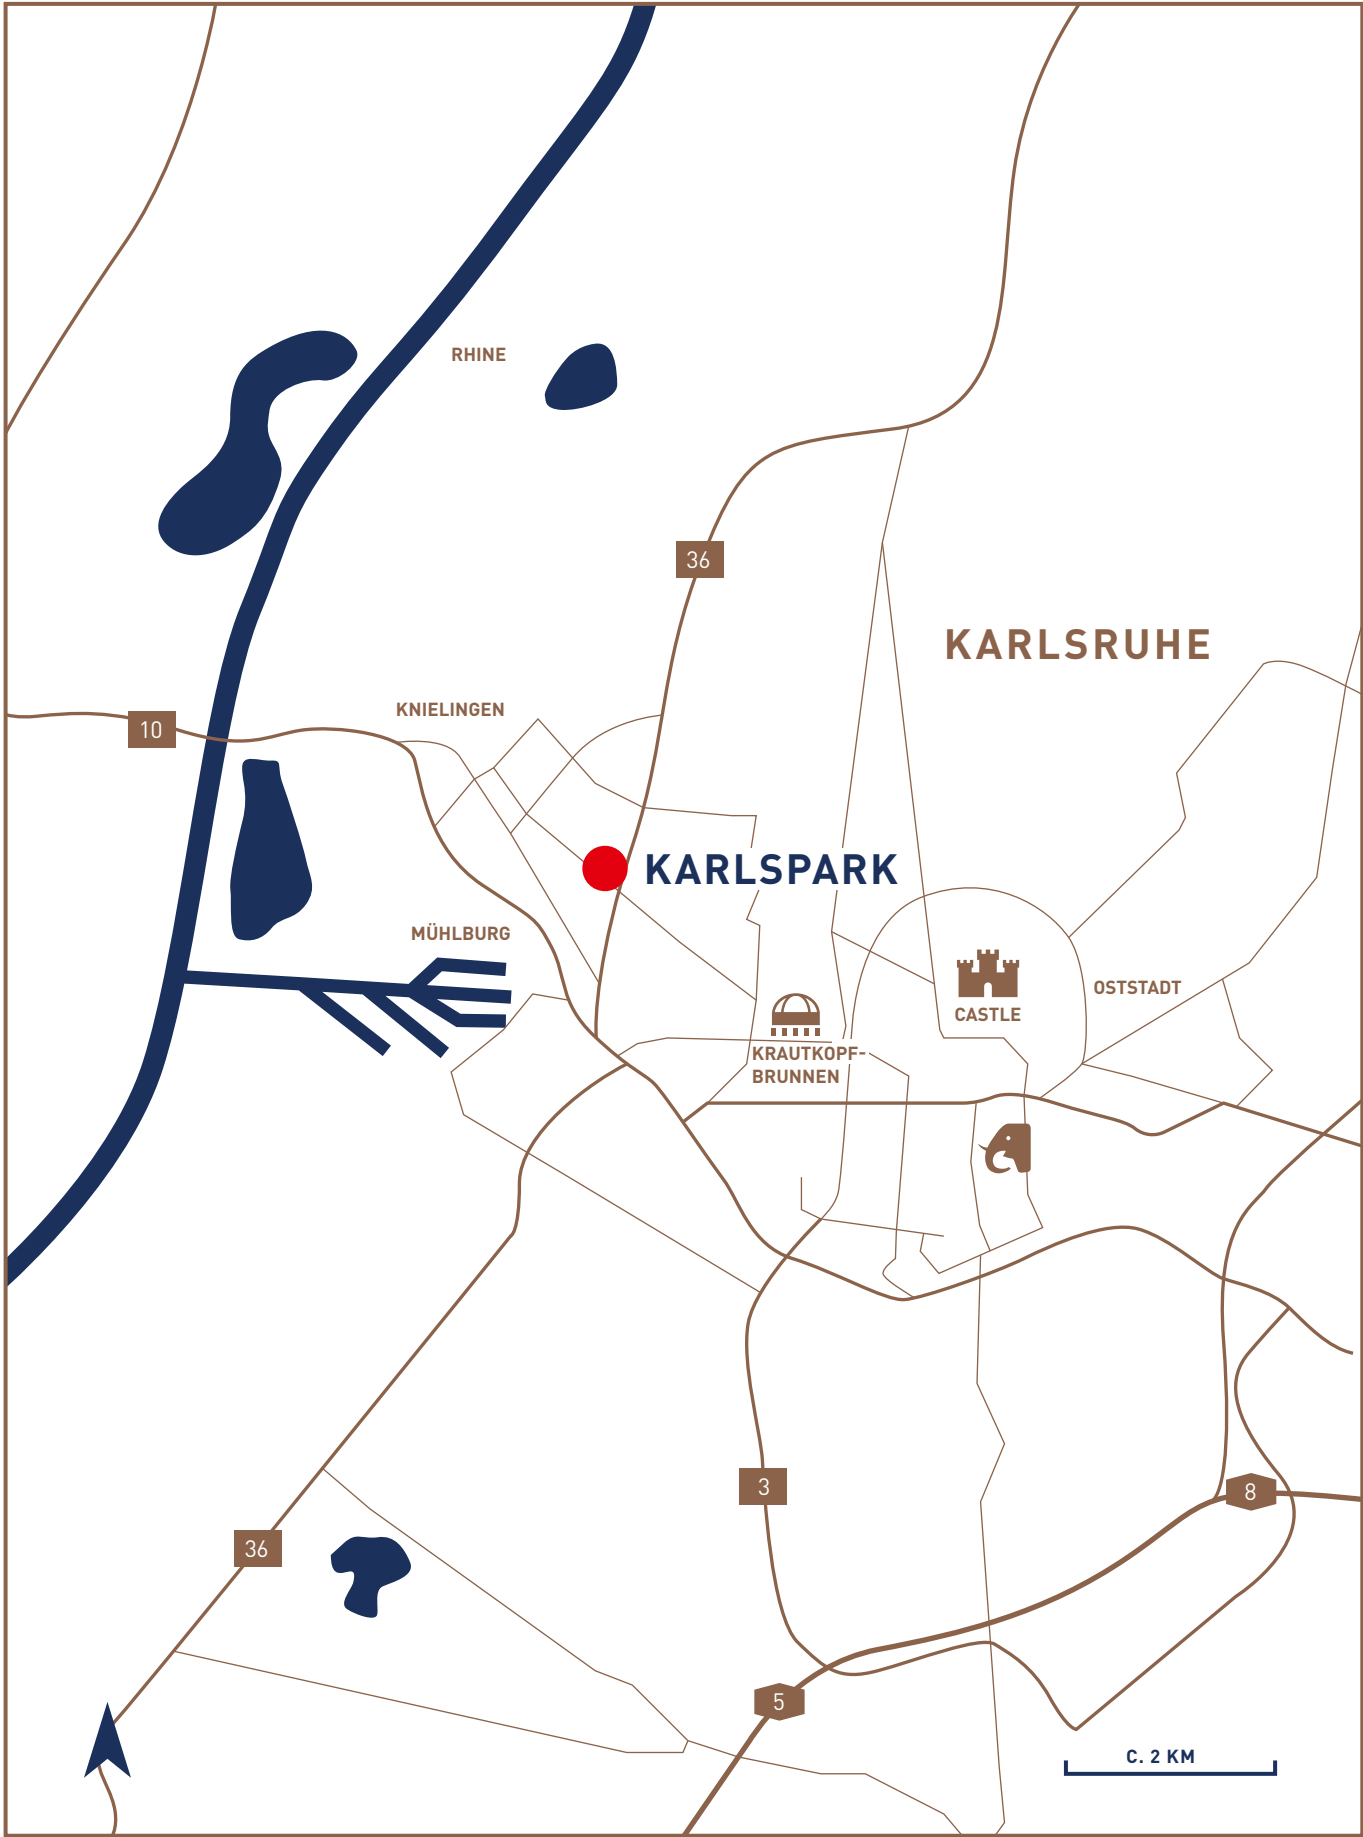 RHINE
36
KARLSRUHE
KNIELINGEN
10
KARLSPARK
MÜHLBURG
OSTSTADT
CASTLE
KRAUTKOPF-
BRUNNEN
3
8
36
5
C. 2 KM